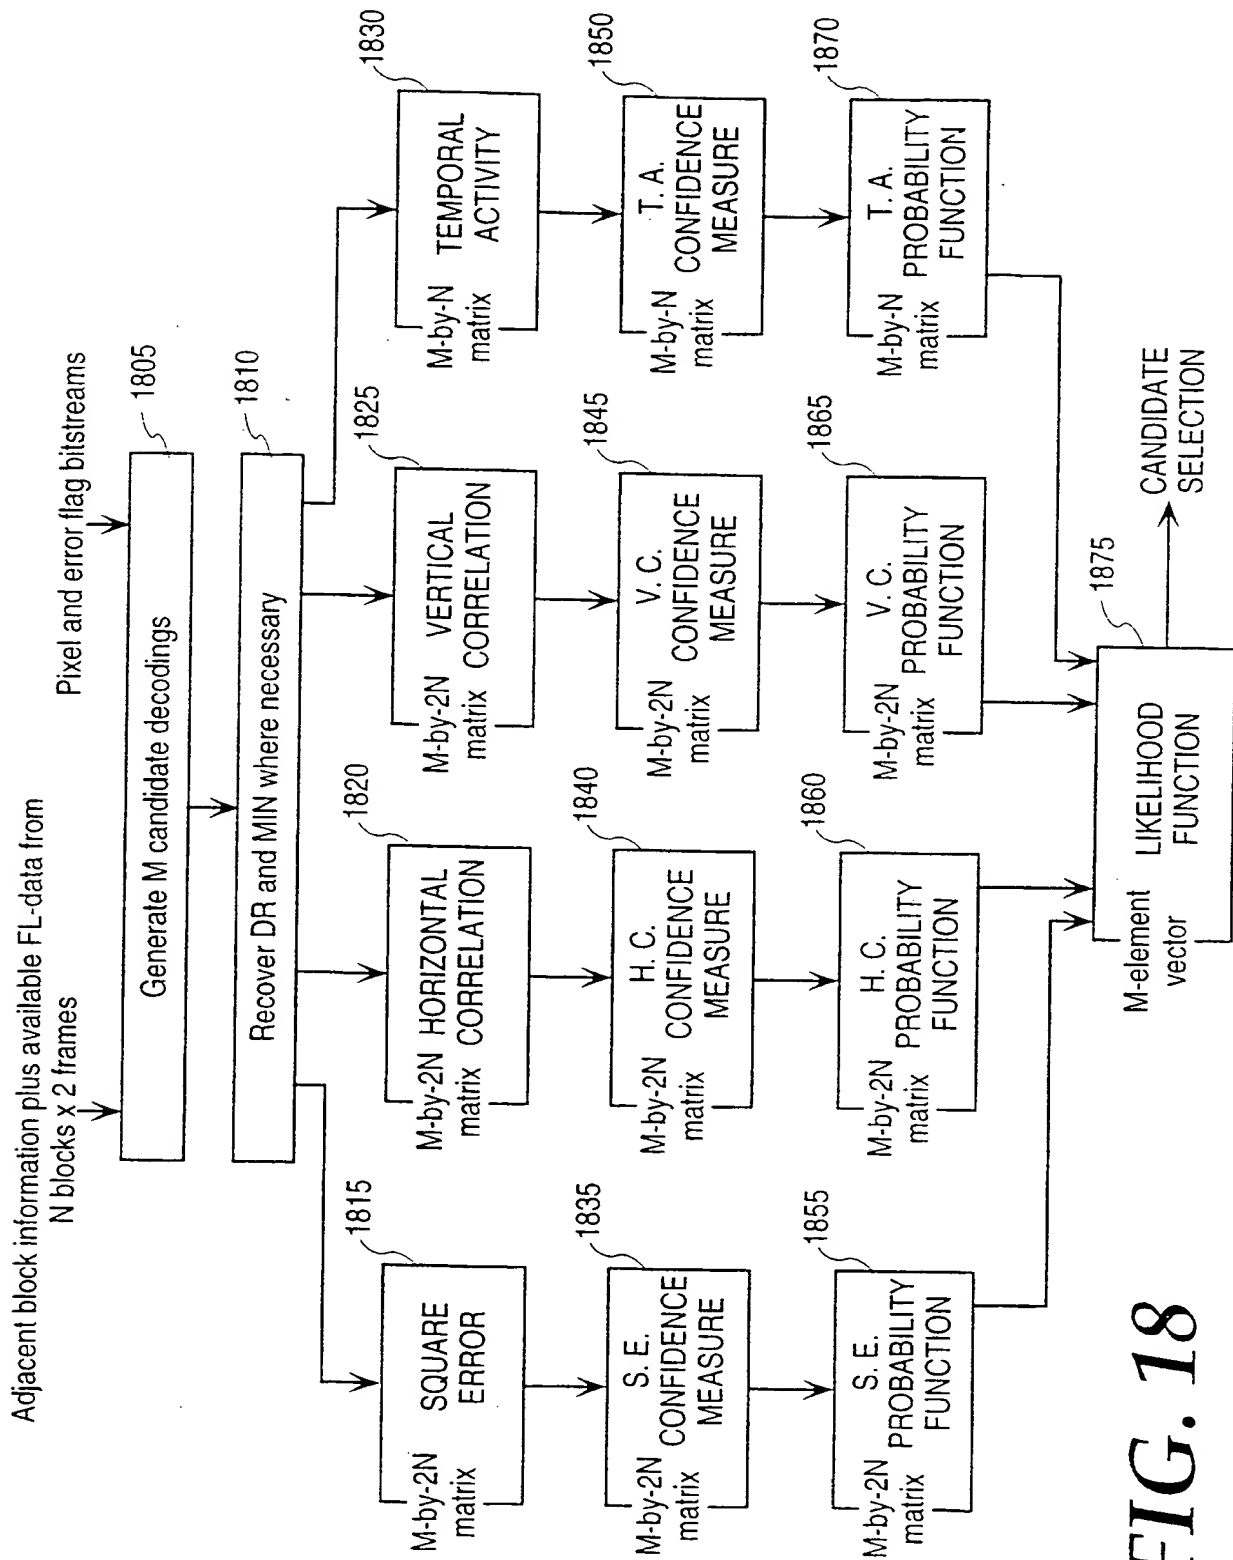 Adjacent block information plus available FL-data from
N blocks x 2 frames
Pixel and error flag bitstreams
1805
Generate M candidate decodings
1810
Recover DR and MIN where necessary
1815
M-by-2N
matrix
SQUARE
ERROR
1820
M-by-2N
matrix
HORIZONTAL
CORRELATION
1825
M-by-2N
matrix
VERTICAL
CORRELATION
1830
M-by-N
matrix
TEMPORAL
ACTIVITY
1835
M-by-2N
matrix
S. E.
CONFIDENCE
MEASURE
1840
M-by-2N
matrix
H. C.
CONFIDENCE
MEASURE
1845
M-by-2N
matrix
V. C.
CONFIDENCE
MEASURE
1850
M-by-N
matrix
T. A.
CONFIDENCE
MEASURE
1855
M-by-2N
matrix
S. E.
PROBABILITY
FUNCTION
1860
M-by-2N
matrix
H. C.
PROBABILITY
FUNCTION
1865
M-by-2N
matrix
V. C.
PROBABILITY
FUNCTION
1870
M-by-N
matrix
T. A.
PROBABILITY
FUNCTION
1875
M-element
vector
LIKELIHOOD
FUNCTION
CANDIDATE
SELECTION
FIG. 18